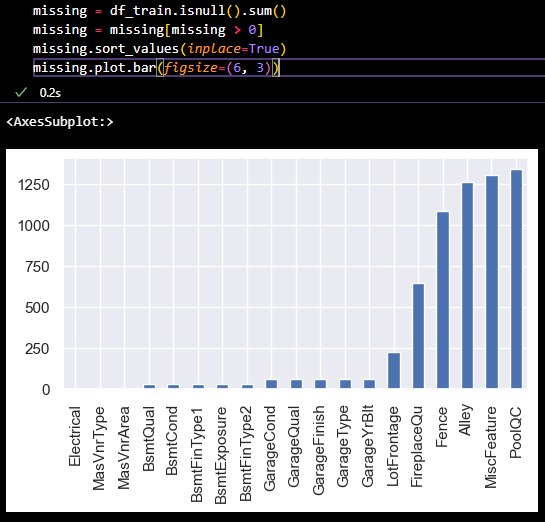 missing = df_train.isnull().sum()
missing = missing[missing > 0]
missing.sort_values(inplace=True)
missing.plot.bar(figsize=(6, 3))
0.2s
<AxesSubplot:>
1250
1000
750
500
250
0
Electrical
MasVnrType
MasVnrArea
BsmtQual
BsmtCond
BsmtFinType1
BsmtExposure
BsmtFinType2
GarageCond
GarageQual
GarageFinish
GarageType
GarageYrBlt
LotFrontage
FireplaceQu
Fence
Alley
MiscFeature
PoolQC